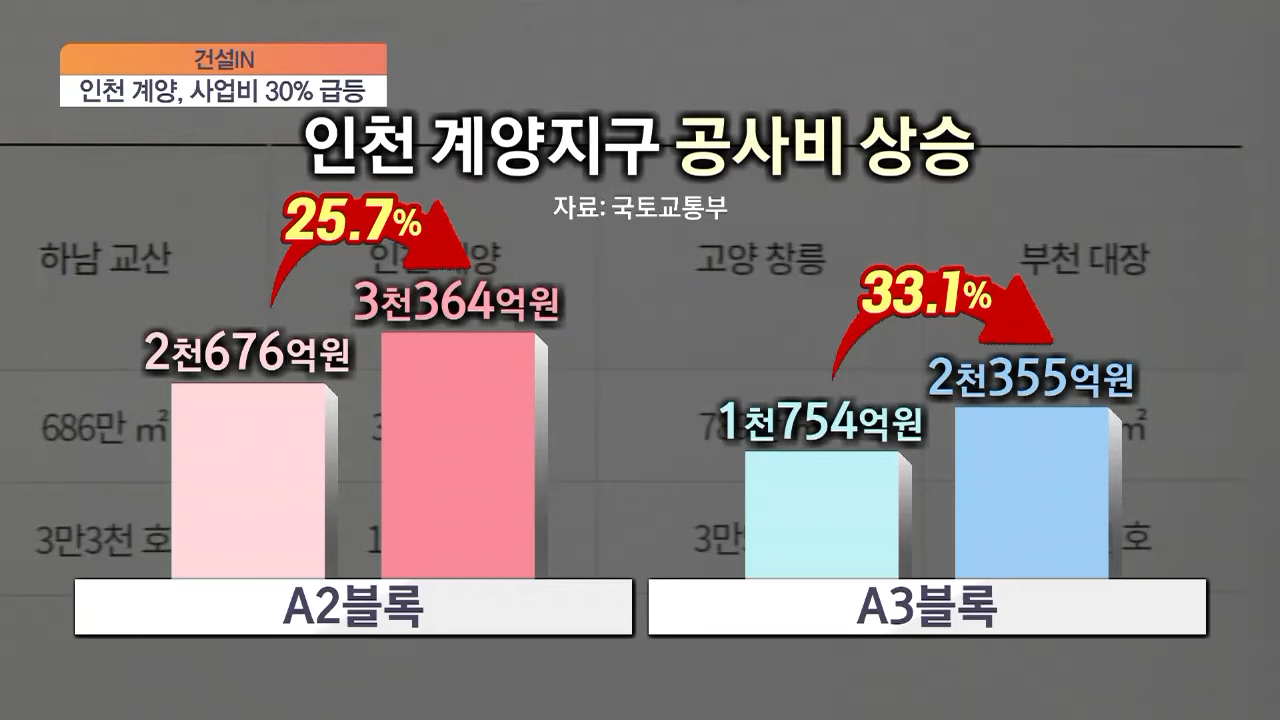 건설IN
인천 계양, 사업비 30% 급등
인천 계양지구 공사비 상승
자료: 국토교통부
25.7%
33.1%
하남 교산
고양 창릉
부천 대장
3천364억원
2천676억원
2천355억원
1천754억원
686만 ㎡
㎡
3만3천 호
3만
호
A2블록
A3블록